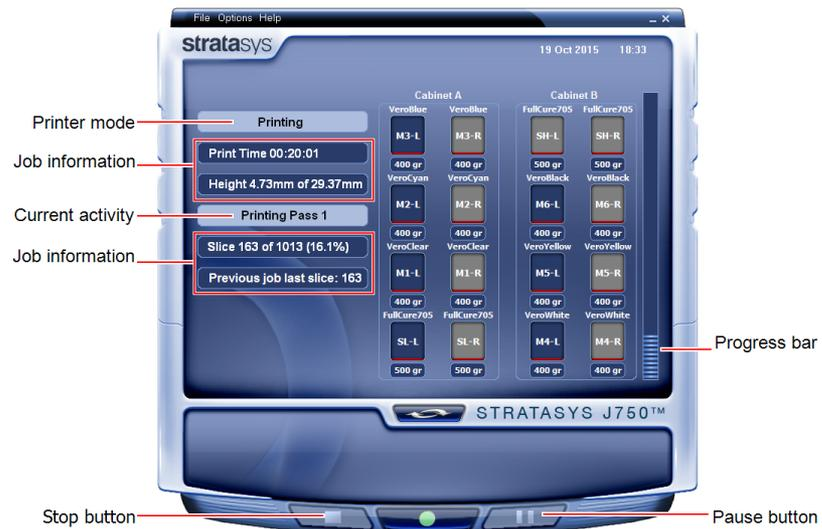 File Options Help
stratasys
19 Oct 2015 18:33
Cabinet A
Cabinet B
VeroBlue VeroBlue FullCure705 FullCure705
Printer mode
Printing
M3-L M3-R SH-L SH-R
Job information
Print Time 00:20:01
400 gr 400 gr 500 gr 500 gr
VeroCyan VeroCyan VeroBlack VeroBlack
Height 4.73mm of 29.37mm
M2-L M2-R M6-L M6-R
Current activity
Printing Pass 1
400 gr 400 gr 400 gr 400 gr
Job information
Slice 163 of 1013 (16.1%)
VeroClear VeroClear VeroYellow VeroYellow
Previous job last slice: 163
M1-L M1-R M5-L M5-R
400 gr 400 gr 400 gr 400 gr
FullCure705 FullCure705 VeroWhite VeroWhite
SL-L SL-R M4-L M4-R
Progress bar
500 gr 500 gr 400 gr 400 gr
STRATASYS J750™
Stop button
Pause button